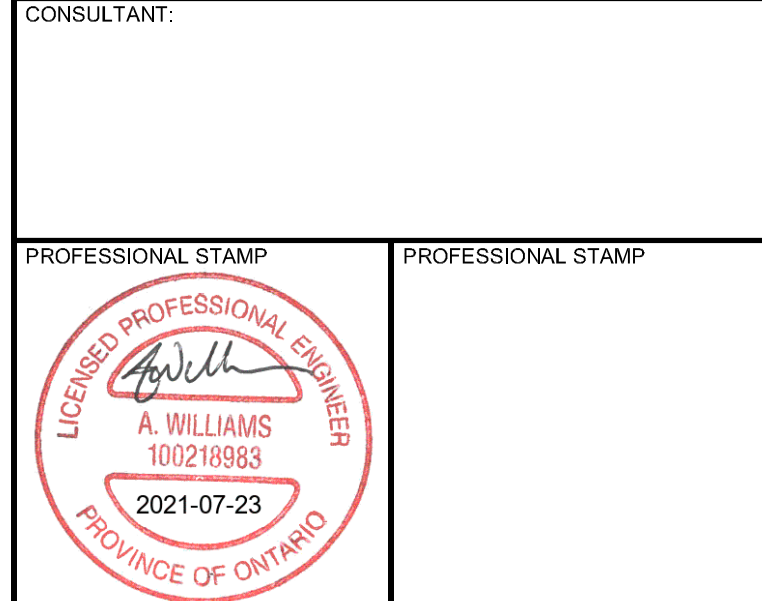 CONSULTANT:
PROFESSIONAL STAMP
PROFESSIONAL STAMP
LICENSED PROFESSIONAL ENGINEER
A. WILLIAMS
100218983
2021-07-23
PROVINCE OF ONTARIO